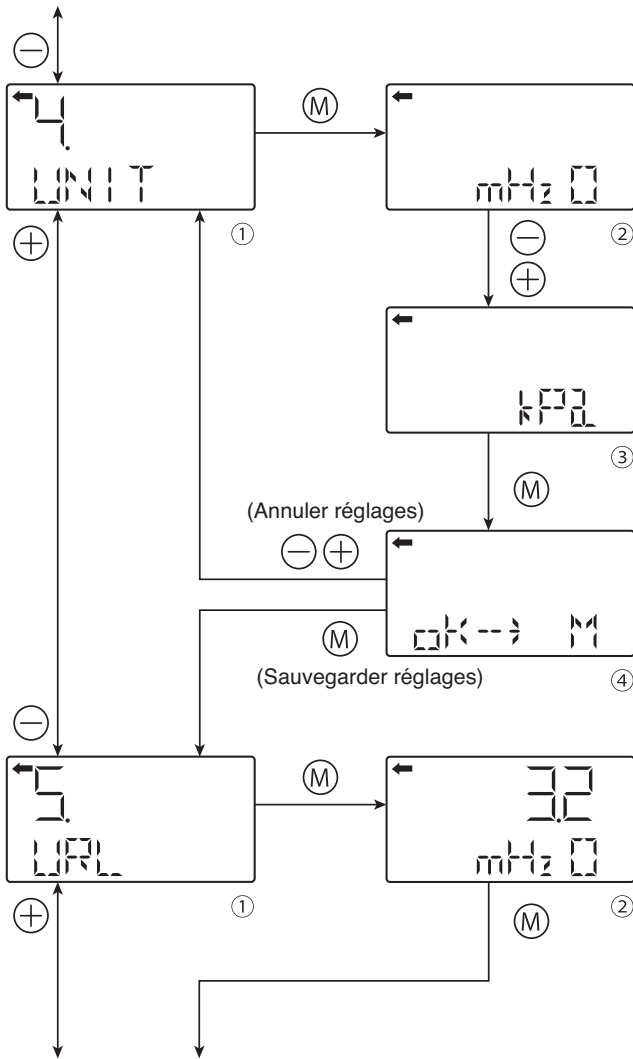 ⊖
4.
UNIT
①
Ⓜ
mH₂O
②
⊕
⊖
⊕
kPa
③
Ⓜ
(Annuler réglages)
⊖ ⊕
Ⓜ
(Sauvegarder réglages)
oK--→ M
④
⊖
5.
URL
①
Ⓜ
3.2
mH₂O
②
⊕
Ⓜ